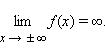 lim f(x) = ∞.
x → ±∞